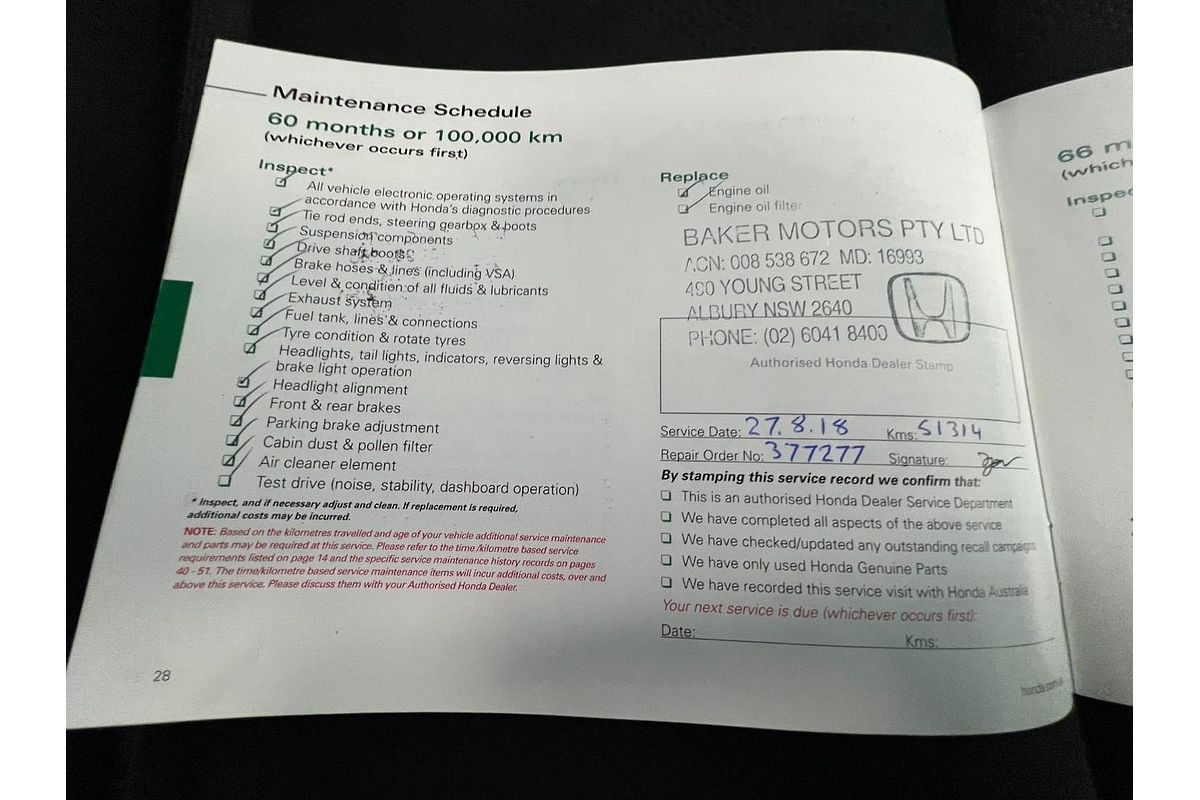 Maintenance Schedule
60 months or 100,000 km
(whichever occurs first)
Inspect*
All vehicle electronic operating systems in
accordance with Honda's diagnostic procedures
Tie rod ends, steering gearbox & boots
Suspension components
Drive shaft boots
Brake hoses & lines (including VSA)
Level & condition of all fluids & lubricants
Exhaust system
Fuel tank, lines & connections
Tyre condition & rotate tyres
Headlights, tail lights, indicators, reversing lights &
brake light operation
Headlight alignment
Front & rear brakes
Parking brake adjustment
Cabin dust & pollen filter
Air cleaner element
Test drive (noise, stability, dashboard operation)
* Inspect, and if necessary adjust and clean. If replacement is required,
additional costs may be incurred.
NOTE: Based on the kilometres travelled and age of your vehicle additional service maintenance
and parts may be required at this service. Please refer to the time /kilometre based service
requirements listed on page 14 and the specific service maintenance history records on pages
40 - 51. The time/kilometre based service maintenance items will incur additional costs, over and
above this service. Please discuss them with your Authorised Honda Dealer.
28
Replace
Engine oil
Engine oil filter
BAKER MOTORS PTY LTD
ACN: 008 538 672 MD: 16993
490 YOUNG STREET
ALBURY NSW 2640
PHONE: (02) 6041 8400
Authorised Honda Dealer Stamp
Service Date: 27.8.18 Kms: 51314
Repair Order No: 377277 Signature:
By stamping this service record we confirm that:
This is an authorised Honda Dealer Service Department
We have completed all aspects of the above service
We have checked/updated any outstanding recall campaigns
We have only used Honda Genuine Parts
We have recorded this service visit with Honda Australia
Your next service is due (whichever occurs first):
Date: Kms:
honda.com.a
66 m
(which
Inspec